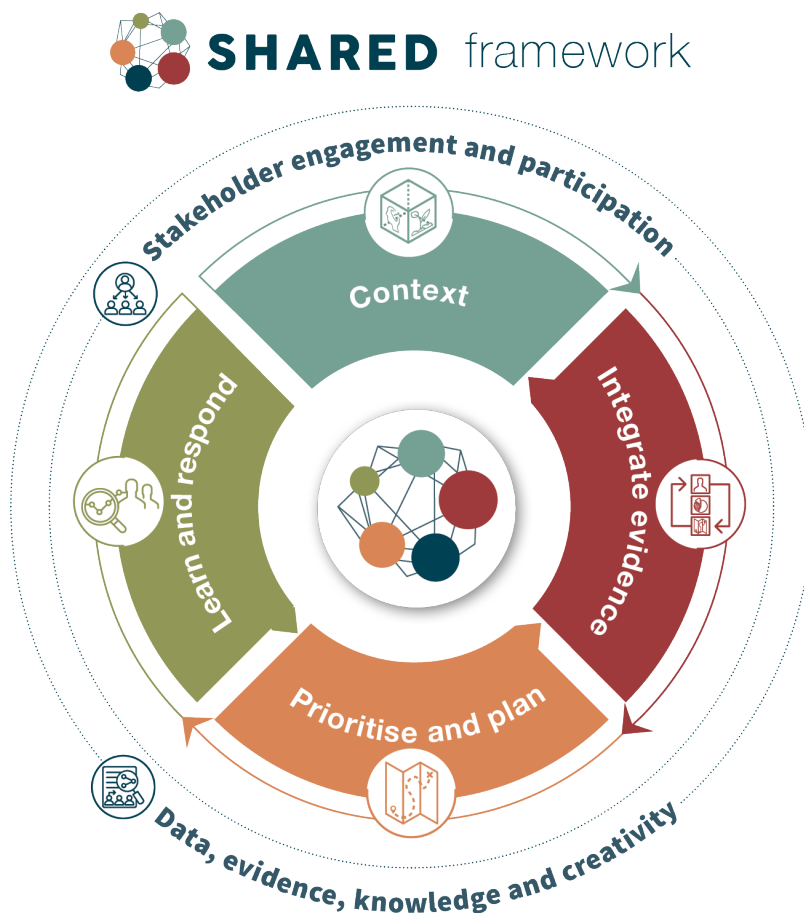 SHARED framework
Stakeholder engagement and participation
Context
Integrate evidence
Prioritise and plan
Learn and respond
Data, evidence, knowledge and creativity